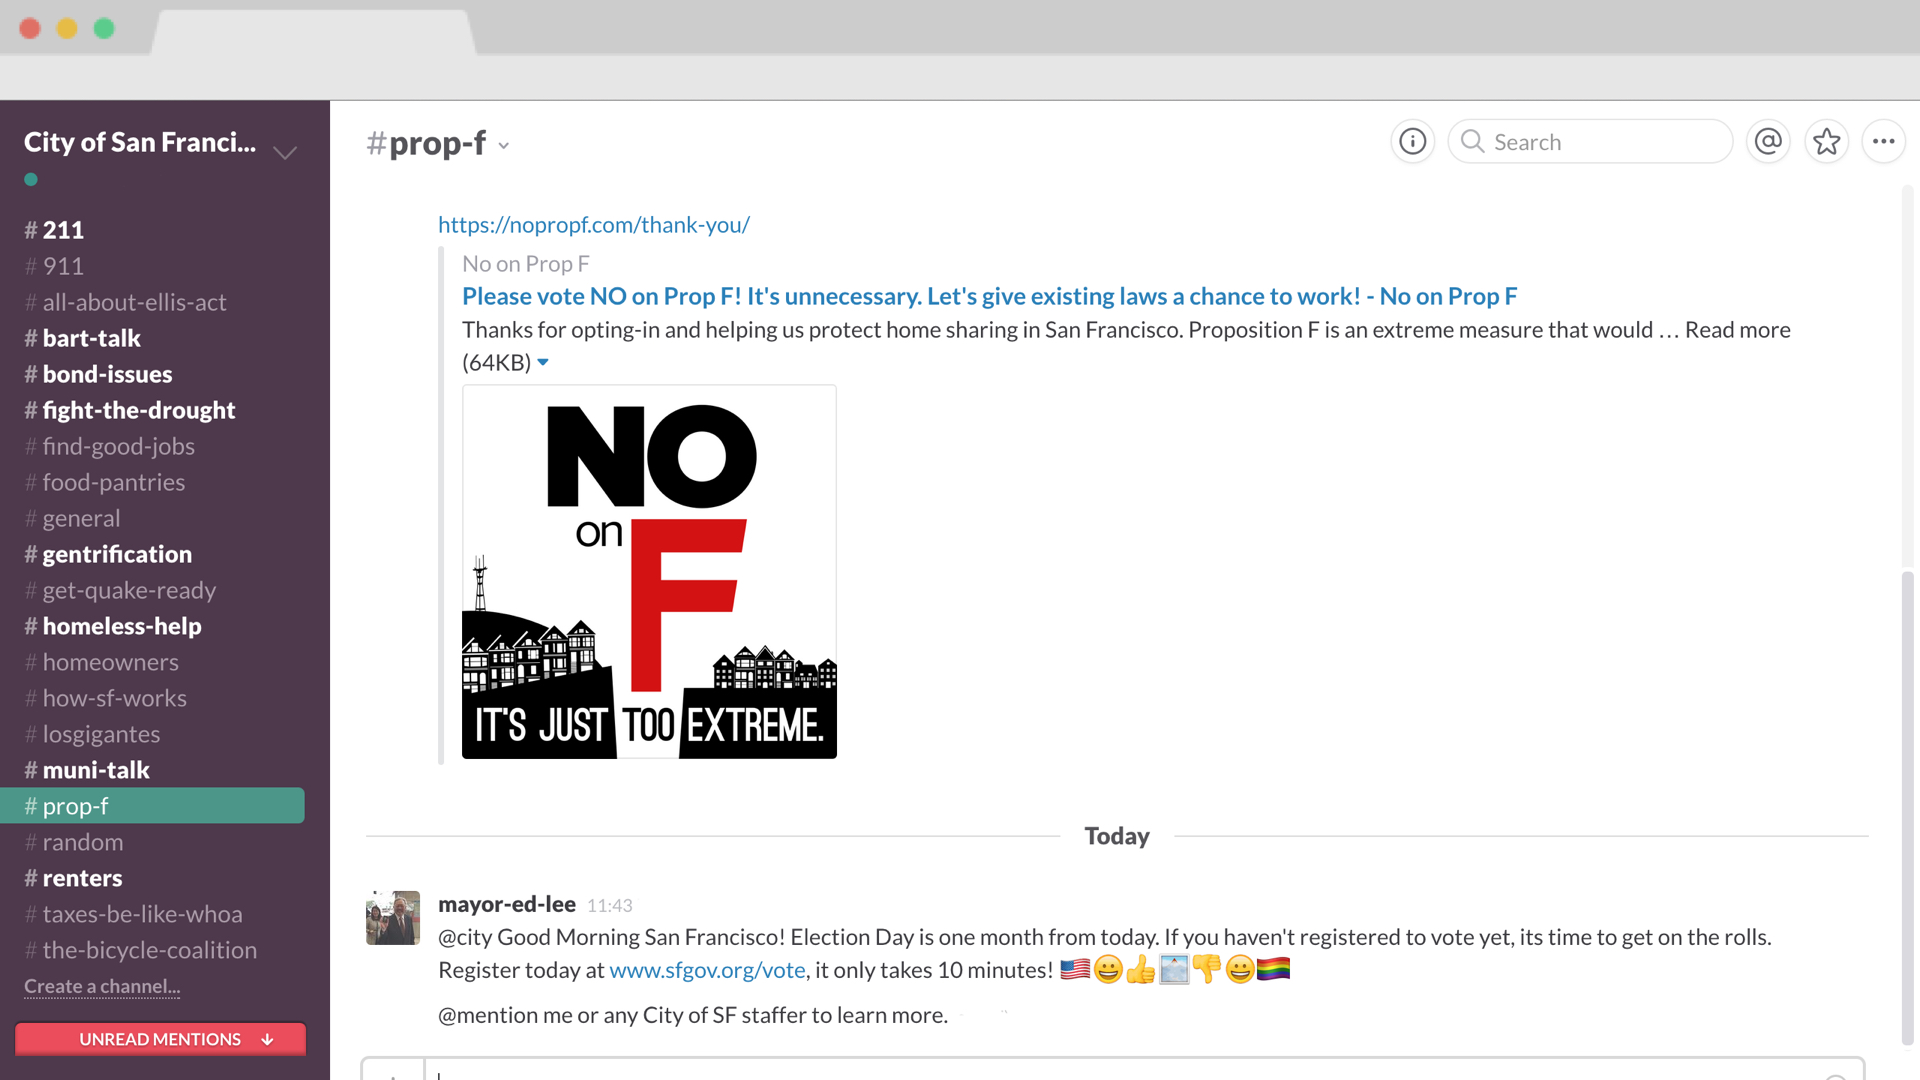 City of San Franci...
# 211
# 911
# all-about-ellis-act
# bart-talk
# bond-issues
# fight-the-drought
# find-good-jobs
# food-pantries
# general
# gentrification
# get-quake-ready
# homeless-help
# homeowners
# how-sf-works
# losgigantes
# muni-talk
# prop-f
# random
# renters
# taxes-be-like-whoa
# the-bicycle-coalition
Create a channel...
UNREAD MENTIONS
#prop-f
Search
https://nopropf.com/thank-you/
No on Prop F
Please vote NO on Prop F! It's unnecessary. Let's give existing laws a chance to work! - No on Prop F
Thanks for opting-in and helping us protect home sharing in San Francisco. Proposition F is an extreme measure that would … Read more
(64KB)
NO
on F
IT'S JUST TOO EXTREME.
Today
mayor-ed-lee 11:43
@city Good Morning San Francisco! Election Day is one month from today. If you haven't registered to vote yet, its time to get on the rolls.
Register today at www.sfgov.org/vote, it only takes 10 minutes! 🇺🇸😀👍🌁👎😀🏳️‍🌈
@mention me or any City of SF staffer to learn more.